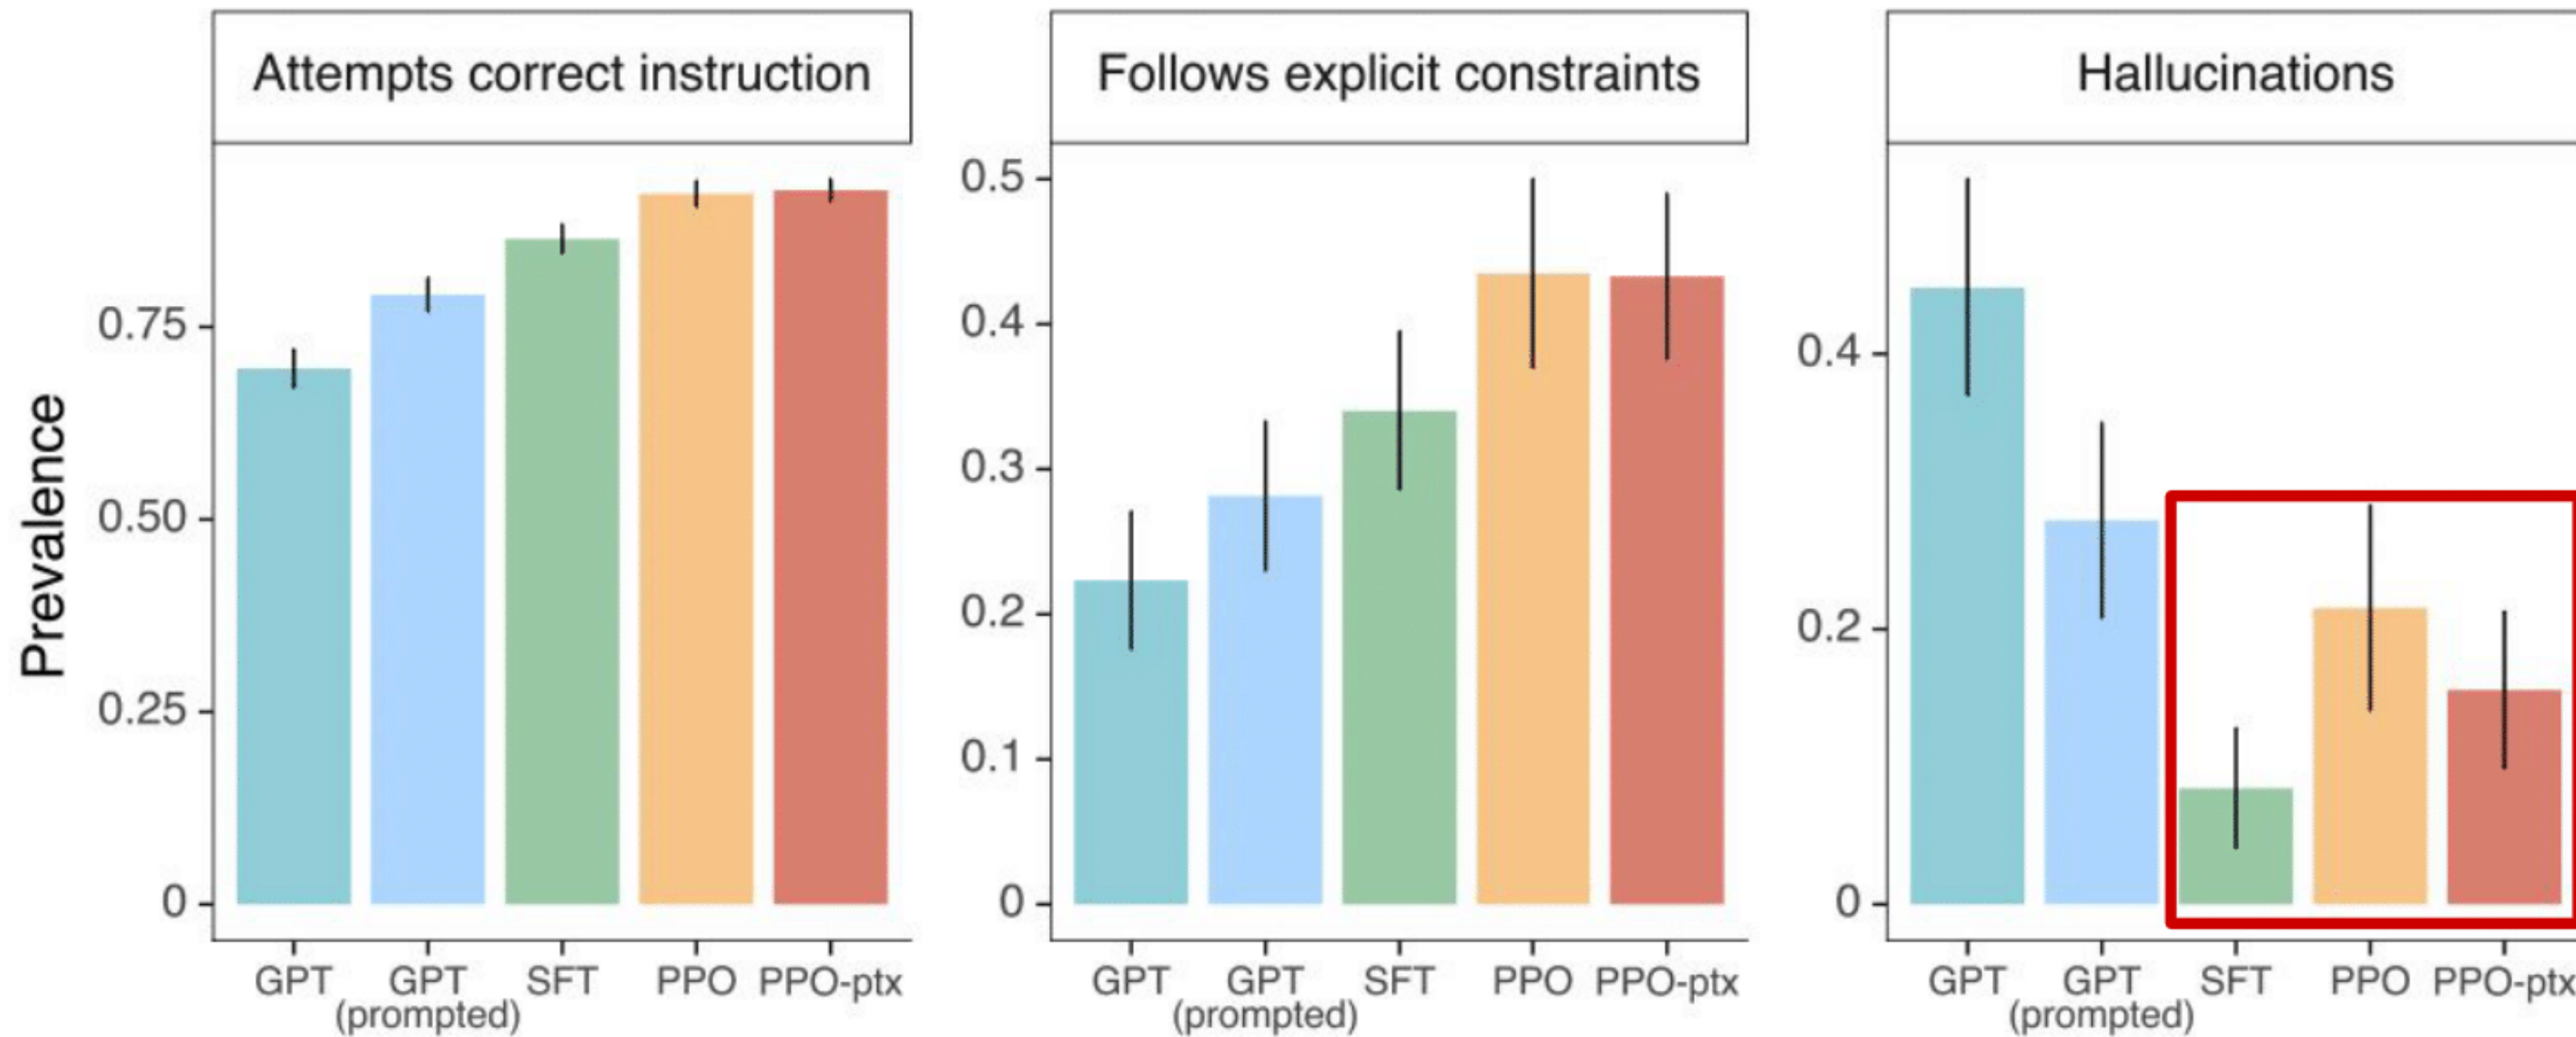 Attempts correct instruction
Follows explicit constraints
Hallucinations
Prevalence
0.75
0.50
0.25
0
GPT
GPT
(prompted)
SFT
PPO
PPO-ptx
0.5
0.4
0.3
0.2
0.1
0
GPT
GPT
(prompted)
SFT
PPO
PPO-ptx
0.4
0.2
0
GPT
GPT
(prompted)
SFT
PPO
PPO-ptx